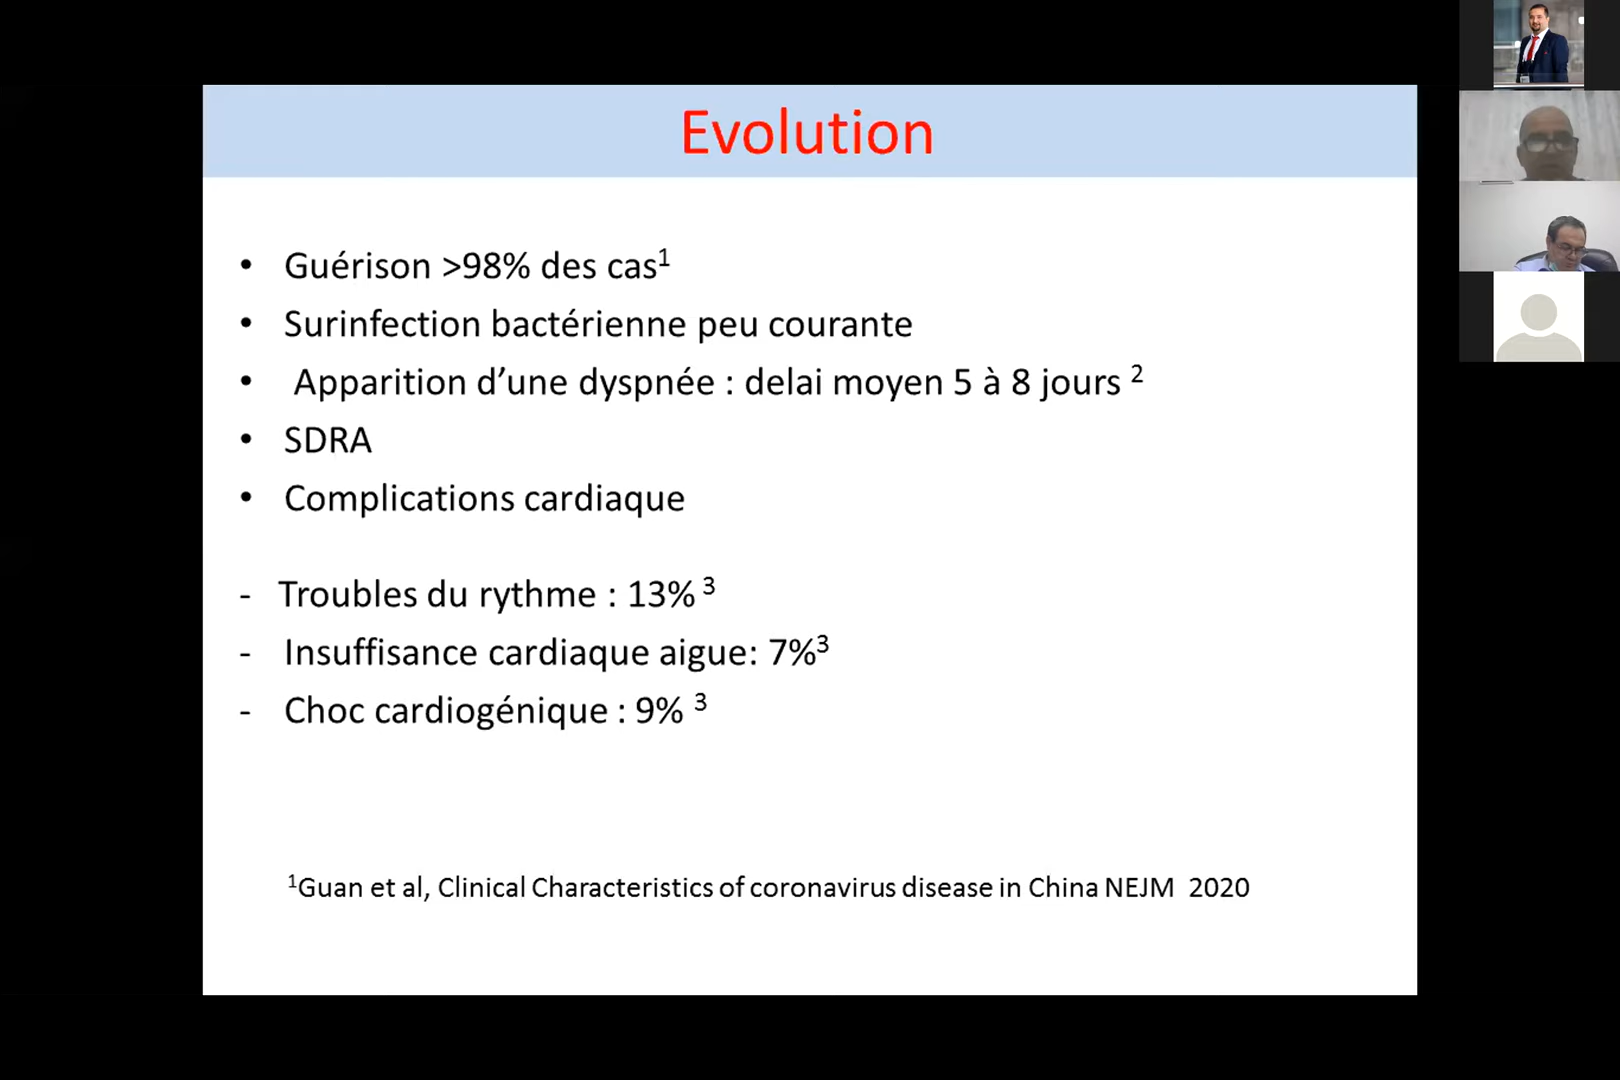 Evolution
• Guérison >98% des cas¹
• Surinfection bactérienne peu courante
• Apparition d’une dyspnée : delai moyen 5 à 8 jours ²
• SDRA
• Complications cardiaque
- Troubles du rythme : 13% ³
- Insuffisance cardiaque aigue: 7%³
- Choc cardiogénique : 9% ³
¹Guan et al, Clinical Characteristics of coronavirus disease in China NEJM 2020